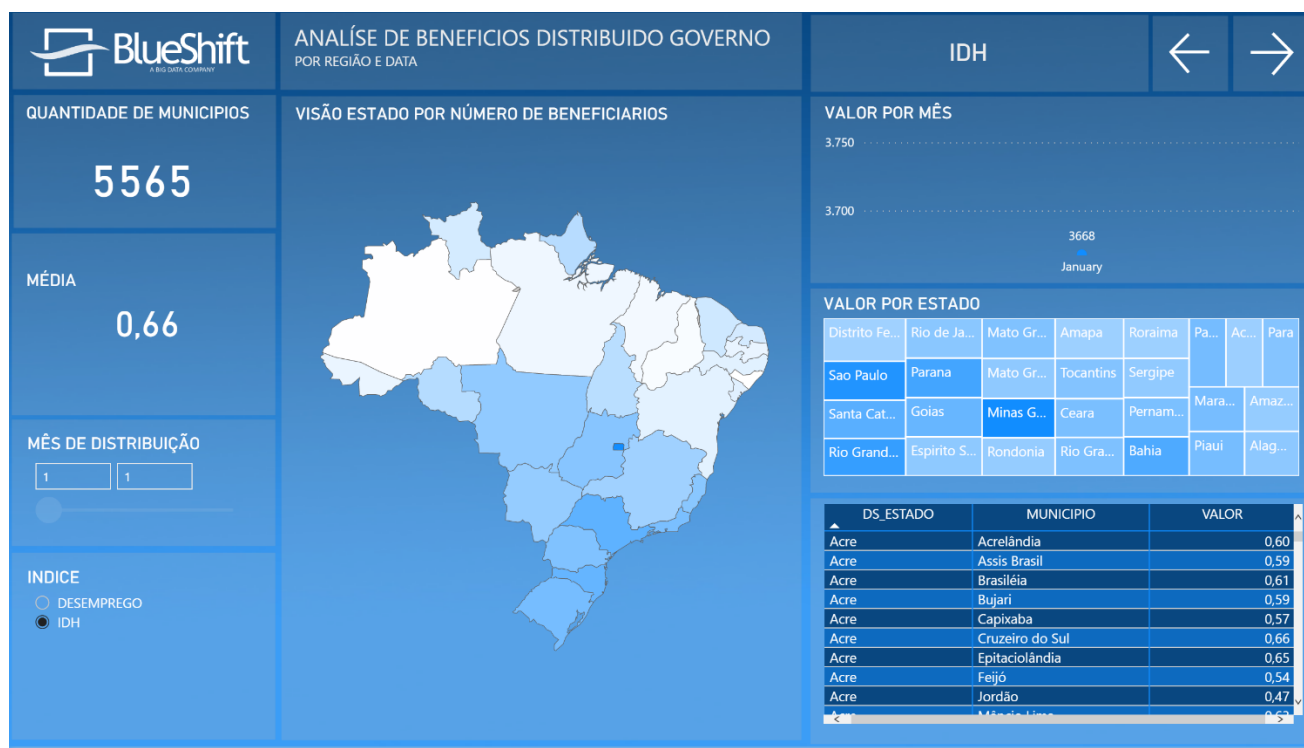 BlueShift
A BIG DATA COMPANY
ANALÍSE DE BENEFICIOS DISTRIBUIDO GOVERNO
POR REGIÃO E DATA
IDH
QUANTIDADE DE MUNICIPIOS
5565
MÉDIA
0,66
MÊS DE DISTRIBUIÇÃO
1 1
INDICE
DESEMPREGO
IDH
VISÃO ESTADO POR NÚMERO DE BENEFICIARIOS
VALOR POR MÊS
3.750
3.700
3668
January
VALOR POR ESTADO
Distrito Fe... Rio de Ja... Mato Gr... Amapa Roraima Pa... Ac... Para
Sao Paulo Parana Mato Gr... Tocantins Sergipe
Santa Cat... Goias Minas G... Ceara Pernam... Mara... Amaz...
Rio Grand... Espirito S... Rondonia Rio Gra... Bahia Piaui Alag...
DS_ESTADO MUNICIPIO VALOR
Acre Acrelândia 0,60
Acre Assis Brasil 0,59
Acre Brasiléia 0,61
Acre Bujari 0,59
Acre Capixaba 0,57
Acre Cruzeiro do Sul 0,66
Acre Epitaciolândia 0,65
Acre Feijó 0,54
Acre Jordão 0,47